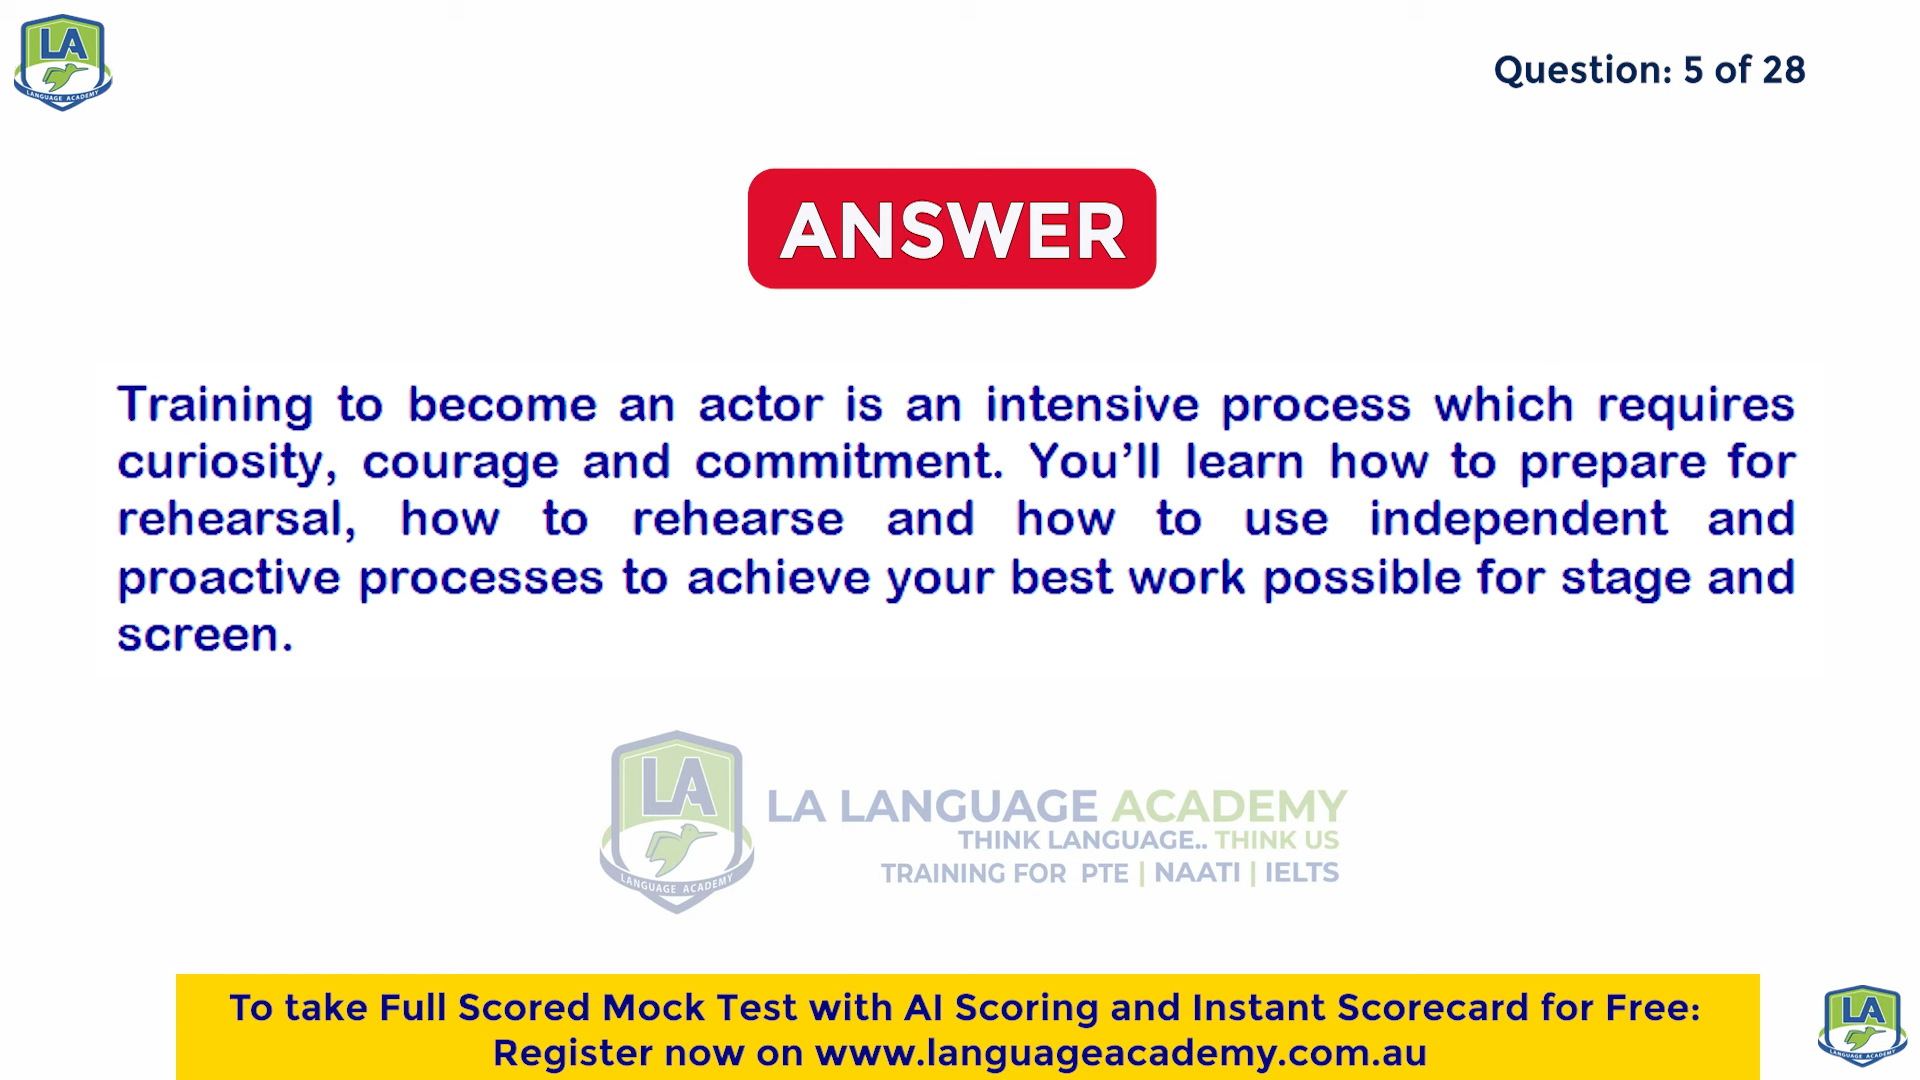 LA
LANGUAGE ACADEMY
Question: 5 of 28
ANSWER
Training to become an actor is an intensive process which requires
curiosity, courage and commitment. You’ll learn how to prepare for
rehearsal, how to rehearse and how to use independent and
proactive processes to achieve your best work possible for stage and
screen.
LA
LANGUAGE ACADEMY
LA LANGUAGE ACADEMY
THINK LANGUAGE.. THINK US
TRAINING FOR PTE | NAATI | IELTS
To take Full Scored Mock Test with AI Scoring and Instant Scorecard for Free:
Register now on www.languageacademy.com.au
LA
LANGUAGE ACADEMY